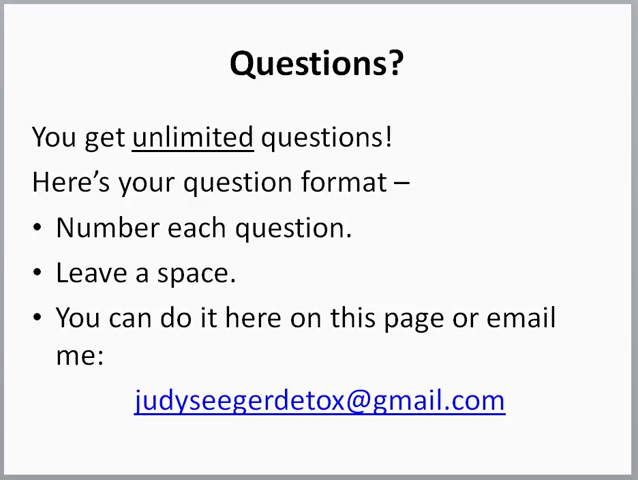 Questions?
You get unlimited questions!
Here’s your question format –
• Number each question.
• Leave a space.
• You can do it here on this page or email
me:
judyseegerdetox@gmail.com